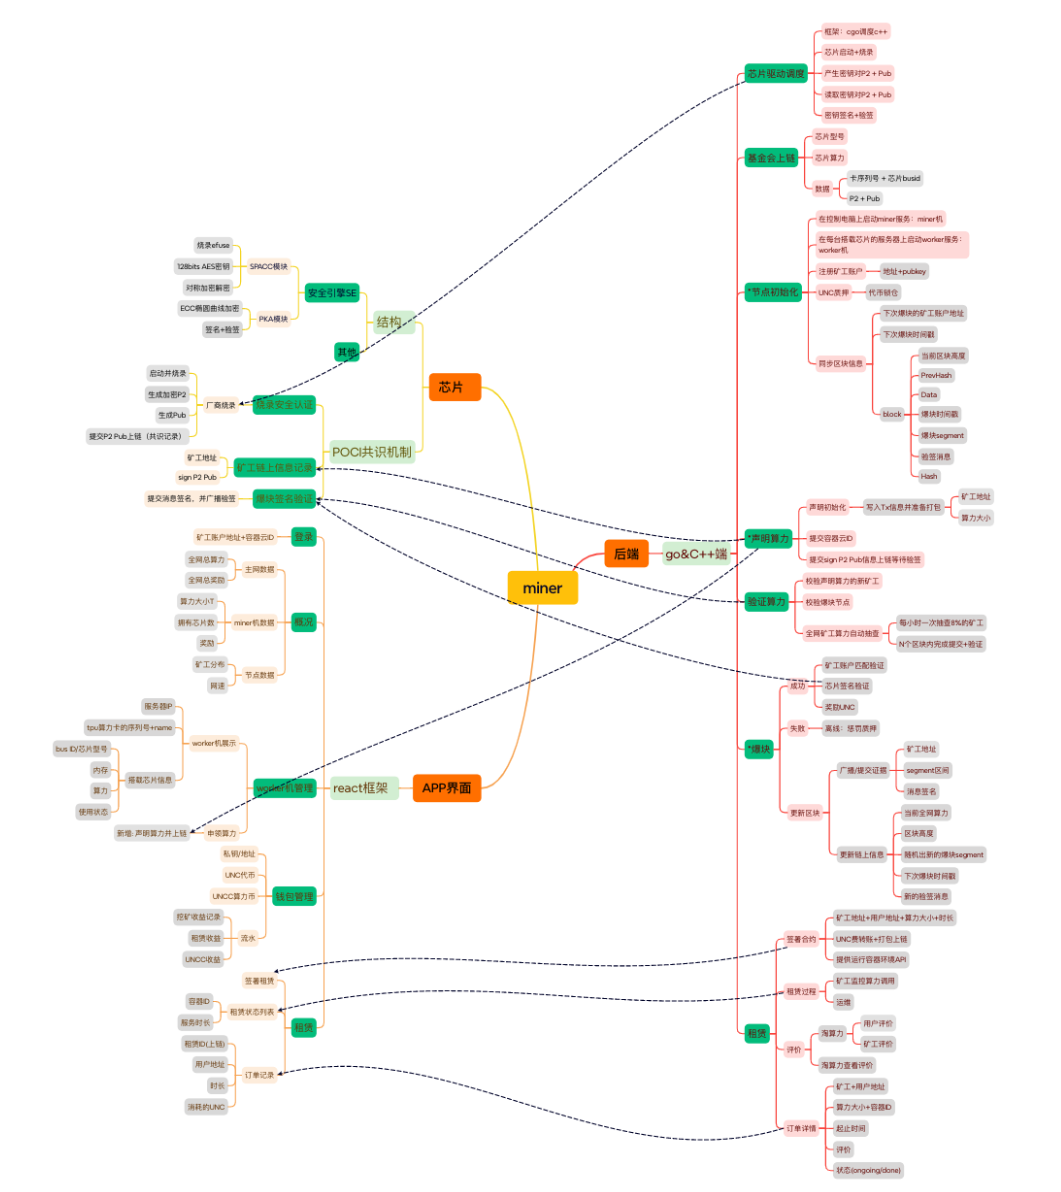 miner
芯片
结构
安全引擎SE
SPACC模块
烧录efuse
128bits AES密钥
对称加密解密
PKA模块
ECC椭圆曲线加密
签名+验签
其他
POCI共识机制
烧录安全认证
厂商烧录
启动并烧录
生成加密P2
生成Pub
提交P2 Pub上链（共识记录）
矿工链上信息记录
矿工地址
sign P2 Pub
爆块签名验证
提交消息签名、并广播验签
APP界面
react框架
登录
矿工账户地址+容器云ID
概况
主网数据
全网总算力
全网总奖励
miner机数据
算力大小T
拥有芯片数
奖励
节点数据
矿工分布
网速
worker机管理
worker机展示
服务器IP
tpu算力卡的序列号+name
搭载芯片信息
bus ID/芯片型号
内存
算力
使用状态
申领算力
新增: 声明算力并上链
钱包管理
私钥/地址
UNC代币
UNCC算力币
流水
挖矿收益记录
租赁收益
UNCC收益
租赁
签署租赁
租赁状态列表
容器ID
服务时长
订单记录
租赁ID(上链)
用户地址
时长
消耗的UNC
后端
go&C++端
芯片驱动调度
框架：cgo调度c++
芯片启动+烧录
产生密钥对P2 + Pub
读取密钥对P2 + Pub
密钥签名+验签
基金会上链
芯片型号
芯片算力
数据
卡序列号 + 芯片busid
P2 + Pub
*节点初始化
在控制电脑上启动miner服务：miner机
在每台搭载芯片的服务器上启动worker服务：
worker机
注册矿工账户
地址+pubkey
UNC质押
代币锁仓
同步区块信息
下次爆块的矿工账户地址
下次爆块时间戳
block
当前区块高度
PrevHash
Data
爆块时间戳
爆块segment
验签消息
Hash
*声明算力
声明初始化
写入Tx信息并准备打包
矿工地址
算力大小
提交容器云ID
提交sign P2 Pub信息上链等待验签
验证算力
校验声明算力的新矿工
校验爆块节点
全网矿工算力自动抽查
每小时一次抽查8%的矿工
N个区块内完成提交+验证
*爆块
成功
矿工账户匹配验证
芯片签名验证
奖励UNC
失败
离线：惩罚质押
更新区块
广播/提交证据
矿工地址
segment区间
消息签名
更新链上信息
当前全网算力
区块高度
随机出新的爆块segment
下次爆块时间戳
新的验签消息
租赁
签署合约
矿工地址+用户地址+算力大小+时长
UNC费转账+打包上链
提供运行容器环境API
租赁过程
矿工监控算力调用
运维
评价
淘算力
用户评价
矿工评价
淘算力查看评价
订单详情
矿工+用户地址
算力大小+容器ID
起止时间
评价
状态(ongoing/done)